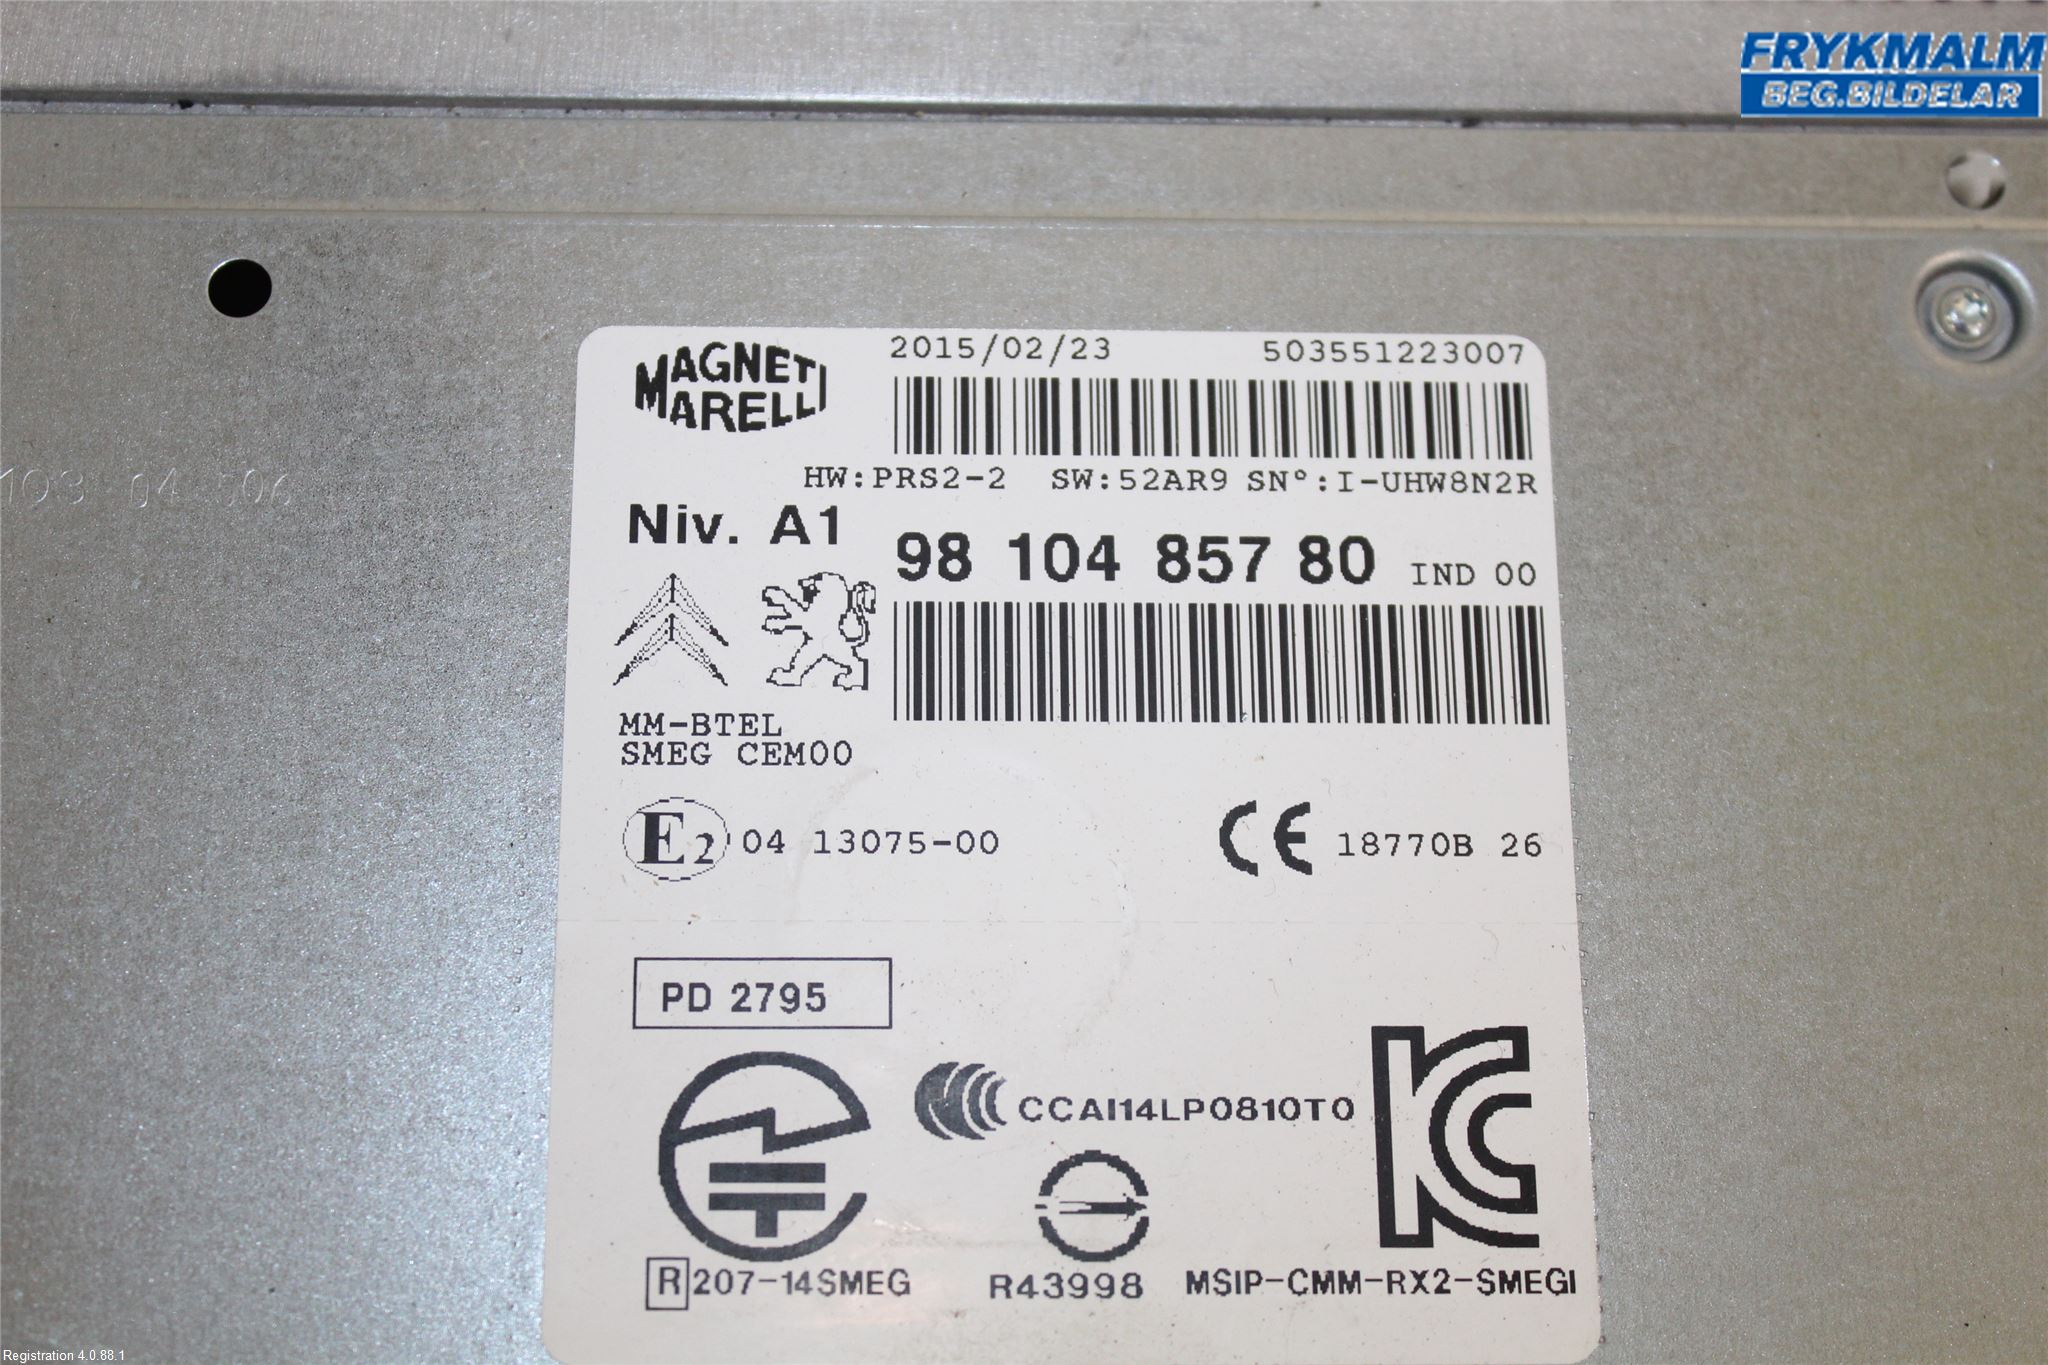 FRYKMALM
BEG.BILDELAR
MAGNETI
MARELLI
2015/02/23 503551223007
HW:PRS2-2 SW:52AR9 SN°:I-UHW8N2R
Niv. A1
98 104 857 80 IND 00
MM-BTEL
SMEG CEM00
E2 04 13075-00
CE 18770B 26
PD 2795
CCAI14LP0810T0
KC
R 207-14SMEG
R43998
MSIP-CMM-RX2-SMEGI
Registration 4.0.88.1